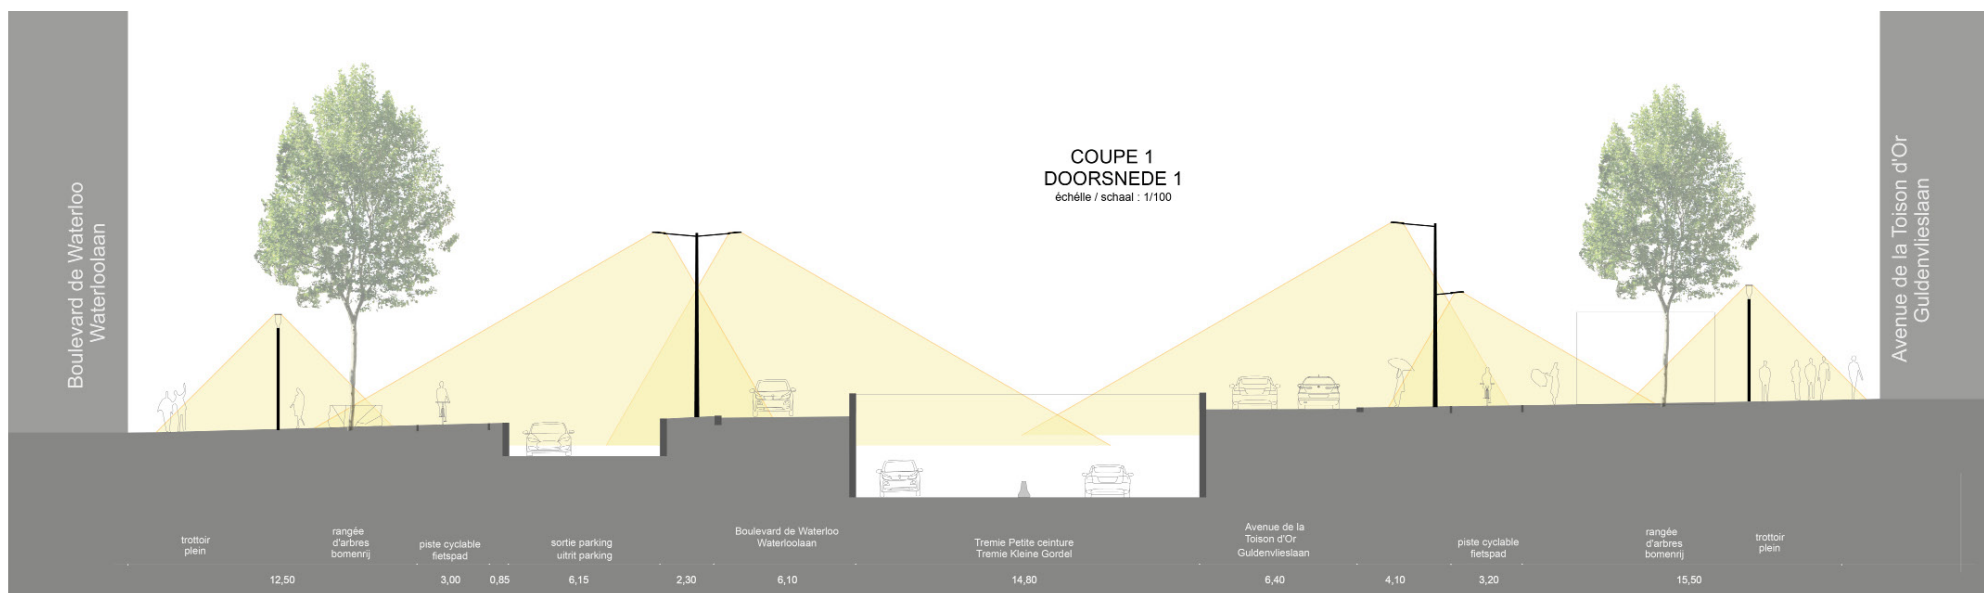 COUPE 1
DOORSNEDE 1
échélle / schaal : 1/100
Boulevard de Waterloo
Waterloolaan
Avenue de la Toison d'Or
Guldenvlieslaan
trottoir
plein
rangée
d'arbres
bomenrij
piste cyclable
fietspad
sortie parking
uitrit parking
Boulevard de Waterloo
Waterloolaan
Tremie Petite ceinture
Tremie Kleine Gordel
Avenue de la
Toison d'Or
Guldenvlieslaan
piste cyclable
fietspad
rangée
d'arbres
bomenrij
trottoir
plein
12,50
3,00
0,85
6,15
2,30
6,10
14,80
6,40
4,10
3,20
15,50